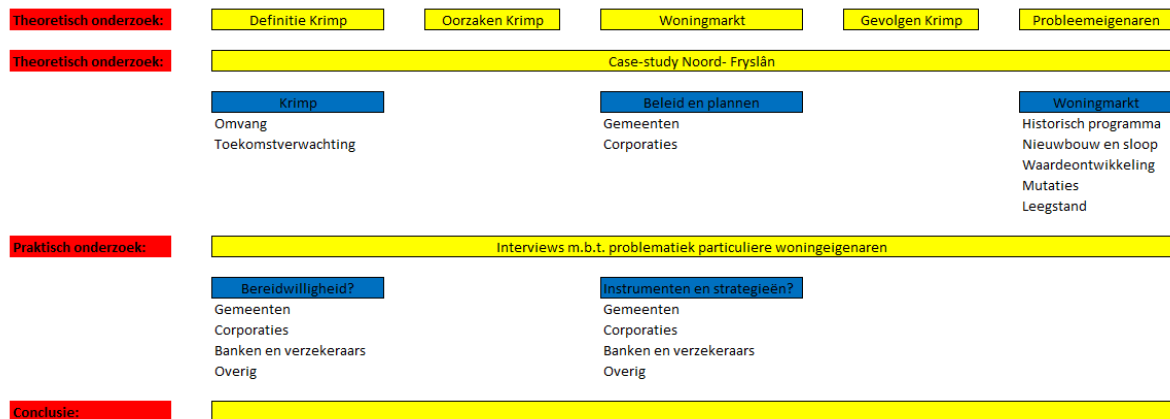 Theoretisch onderzoek: Definitie Krimp Oorzaken Krimp Woningmarkt Gevolgen Krimp Probleemeigenaren
Theoretisch onderzoek: Case-study Noord- Fryslân
Krimp Beleid en plannen Woningmarkt
Omvang Gemeenten Historisch programma
Toekomstverwachting Corporaties Nieuwbouw en sloop
Waardeontwikkeling
Mutaties
Leegstand
Praktisch onderzoek: Interviews m.b.t. problematiek particuliere woningeigenaren
Bereidwilligheid? Instrumenten en strategieën?
Gemeenten Gemeenten
Corporaties Corporaties
Banken en verzekeraars Banken en verzekeraars
Overig Overig
Conclusie: